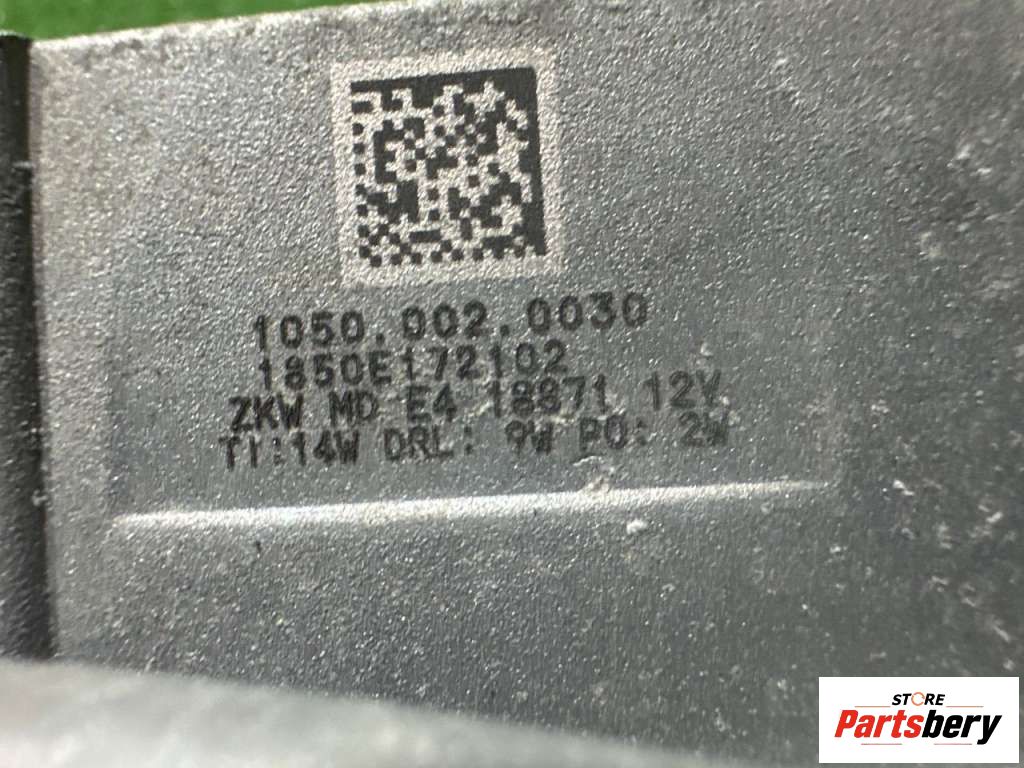 1050.002.0030
1850E172102
ZKW MD E4 18871 12V
TI:14W DRL: 9W PO: 2W
STORE
Partsbery